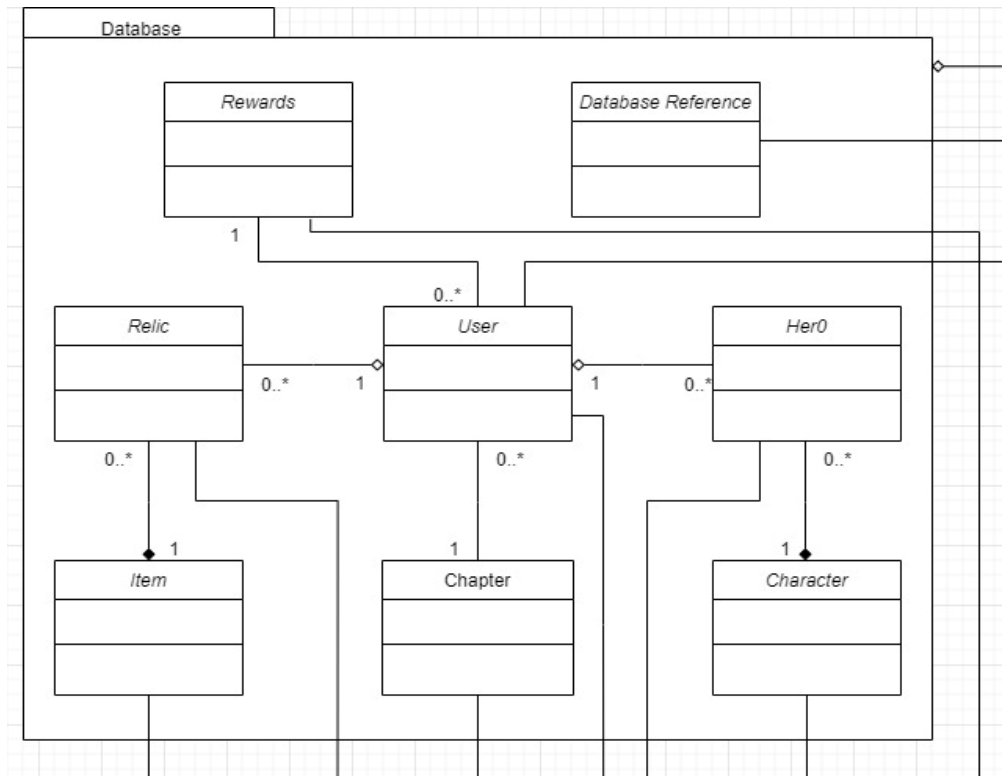 Database
Rewards
Database Reference
1
0..*
Relic
User
Her0
0..*
1
1
0..*
0..*
0..*
0..*
1
1
1
Item
Chapter
Character